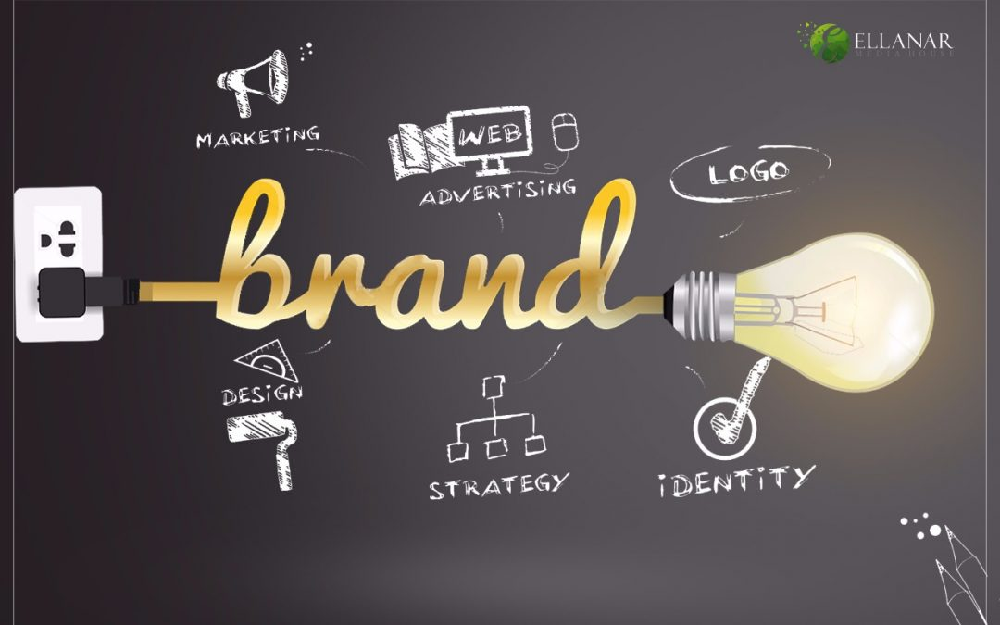 ELLANAR
MEDIA HOUSE
MARKETiNG
WEB
ADVERTiSiNG
LOGO
brand
DESiGN
STRATEGY
iDENTiTY